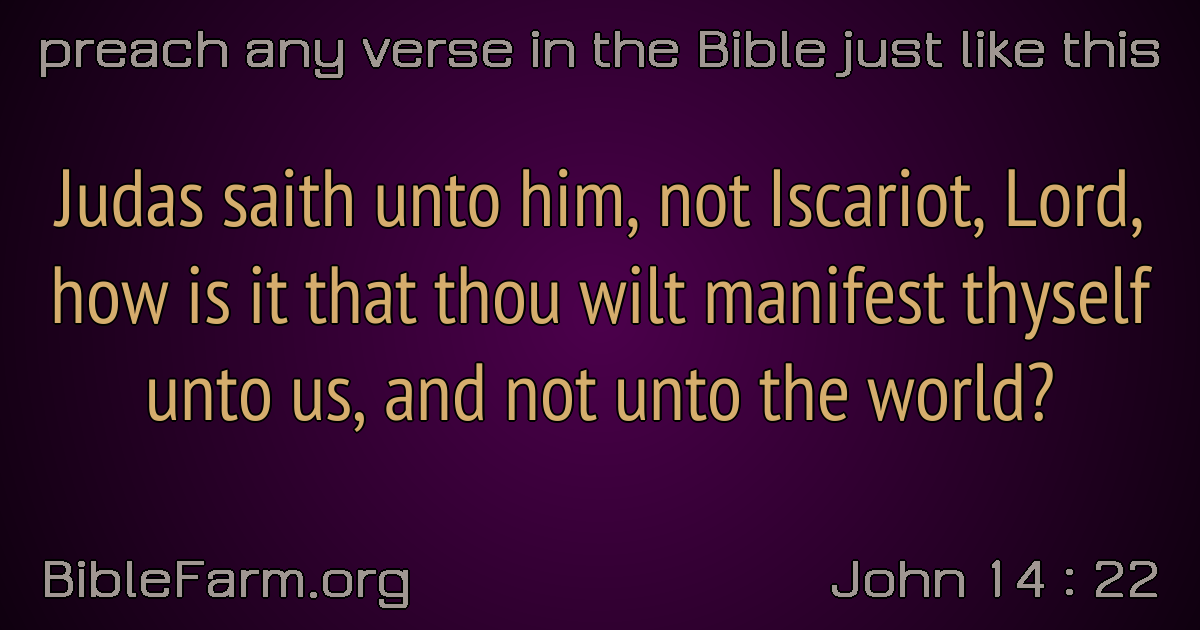 preach any verse in the Bible just like this
Judas saith unto him, not Iscariot, Lord,
how is it that thou wilt manifest thyself
unto us, and not unto the world?
BibleFarm.org
John 14 : 22